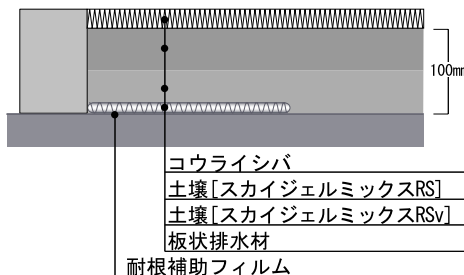 100mm
コウライシバ
土壌[スカイジェルミックスRS]
土壌[スカイジェルミックスRSv]
板状排水材
耐根補助フィルム